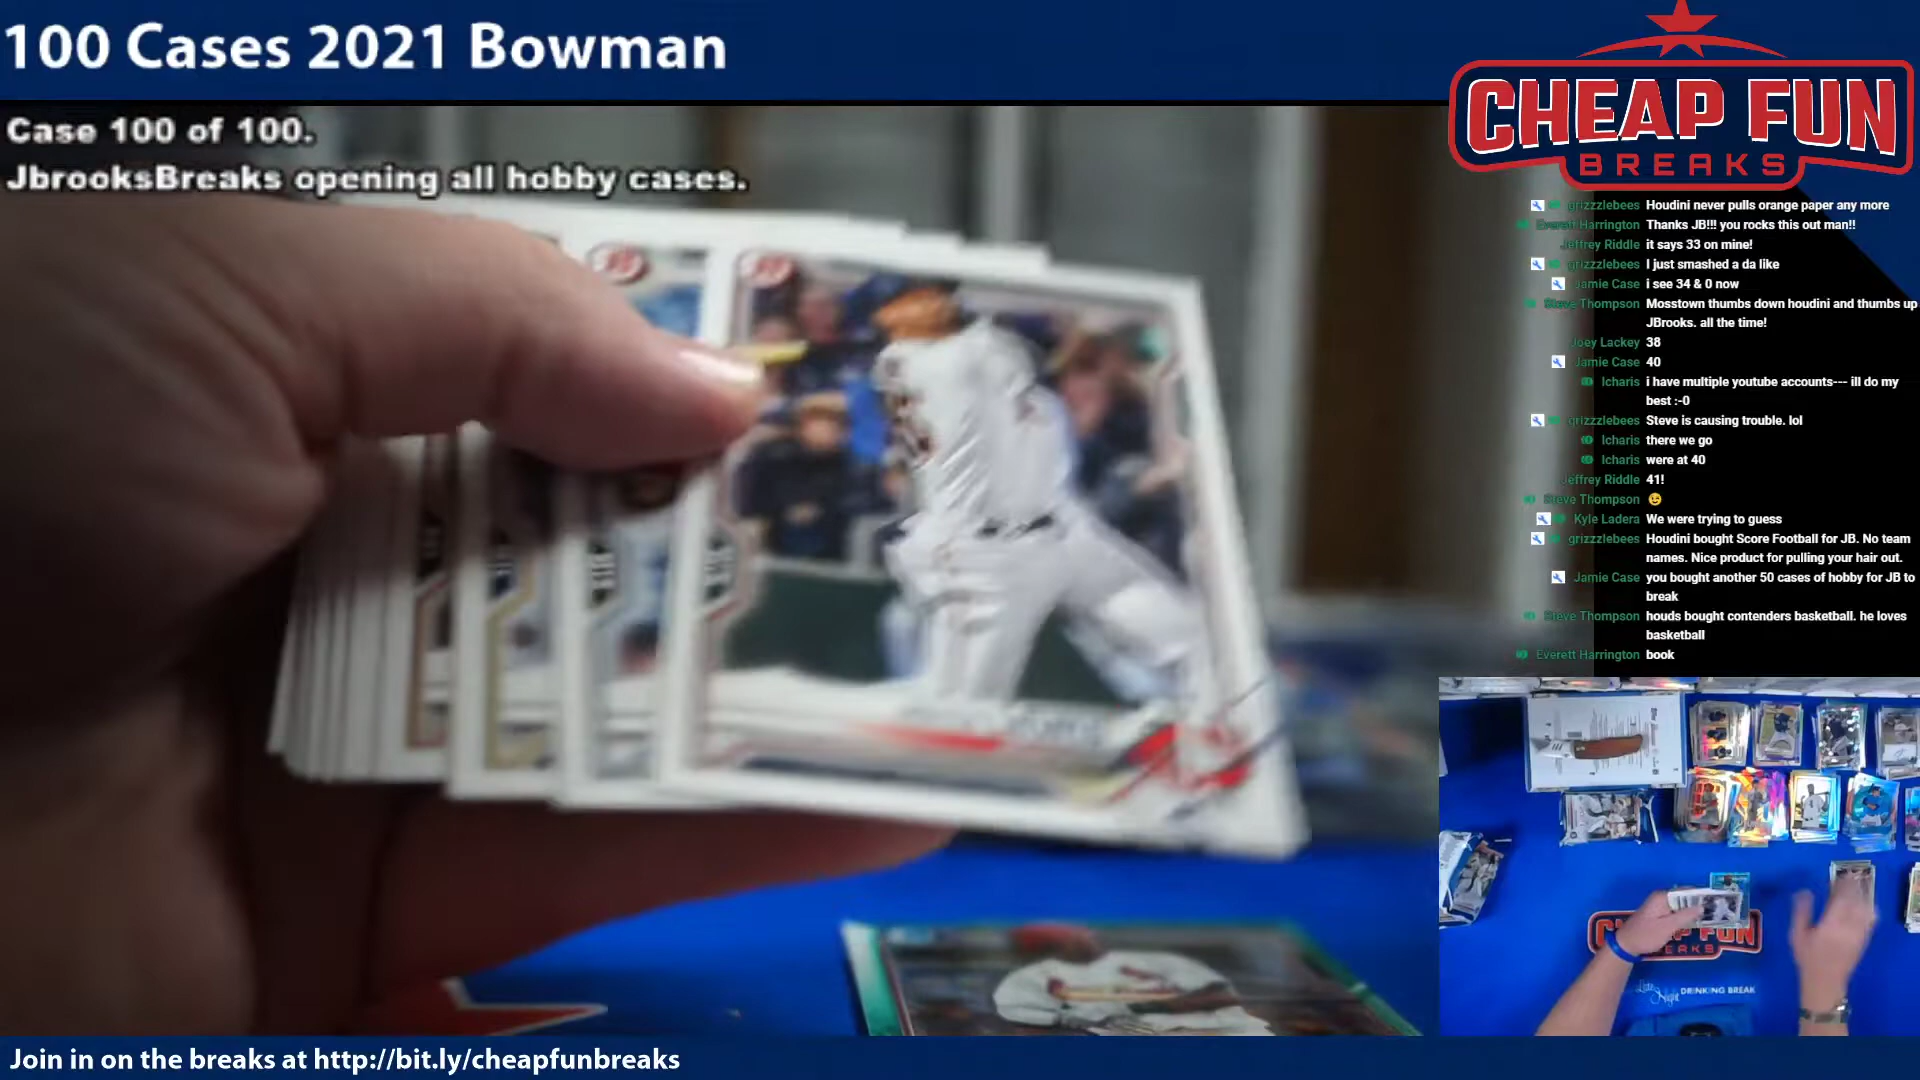 100 Cases 2021 Bowman
CHEAP FUN
BREAKS
Case 100 of 100.
JbrooksBreaks opening all hobby cases.
grizzzlebees Houdini never pulls orange paper any more
Everett Harrington Thanks JB!!! you rocks this out man!!
Jeffrey Riddle it says 33 on mine!
grizzzlebees I just smashed a da like
Jamie Case i see 34 & 0 now
Steve Thompson Mosstown thumbs down houdini and thumbs up
JBrooks. all the time!
Joey Lackey 38
Jamie Case 40
lcharis i have multiple youtube accounts--- ill do my
best :-0
grizzzlebees Steve is causing trouble. lol
lcharis there we go
lcharis were at 40
Jeffrey Riddle 41!
Steve Thompson 😉
Kyle Ladera We were trying to guess
grizzzlebees Houdini bought Score Football for JB. No team
names. Nice product for pulling your hair out.
Jamie Case you bought another 50 cases of hobby for JB to
break
Steve Thompson houds bought contenders basketball. he loves
basketball
Everett Harrington book
CHEAP FUN
BREAKS
Late Night DRINKING BREAK
Join in on the breaks at http://bit.ly/cheapfunbreaks